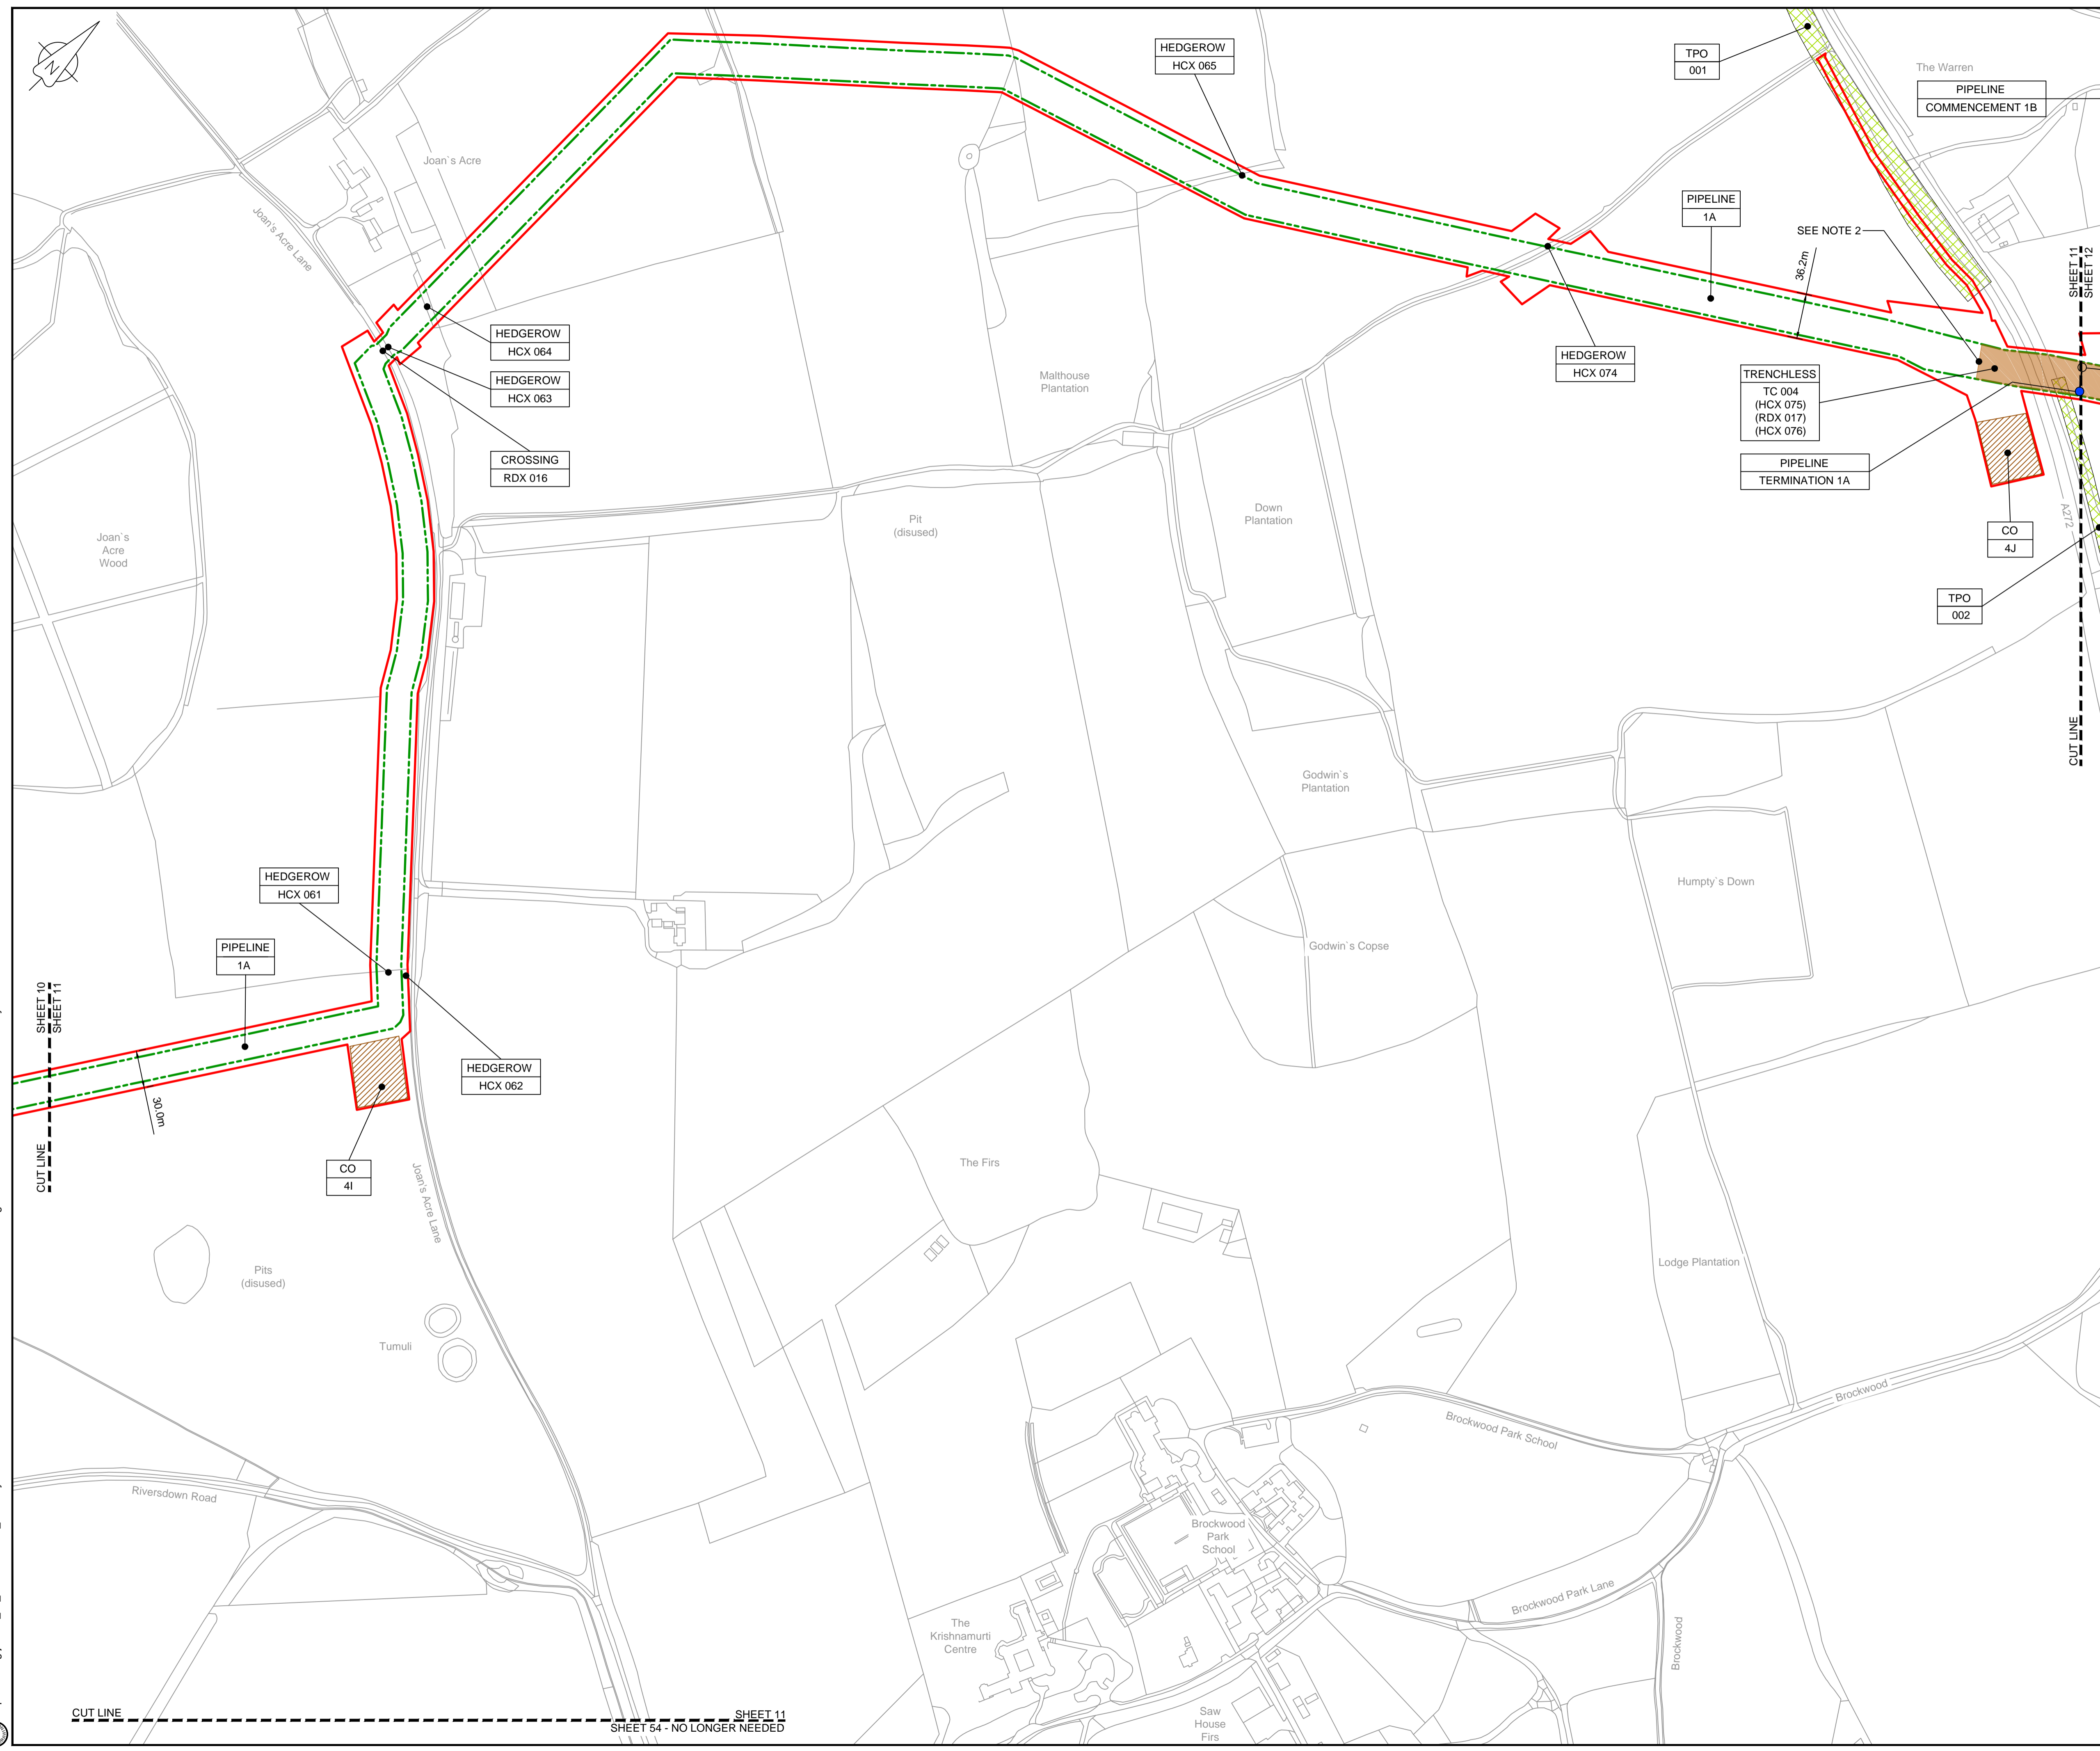 N
HEDGEROW
HCX 065
TPO
001
The Warren
PIPELINE
COMMENCEMENT 1B
Joan`s Acre
Joan's Acre Lane
PIPELINE
1A
SEE NOTE 2
36.2m
SHEET 11
SHEET 12
HEDGEROW
HCX 064
HEDGEROW
HCX 063
CROSSING
RDX 016
Malthouse
Plantation
HEDGEROW
HCX 074
TRENCHLESS
TC 004
(HCX 075)
(RDX 017)
(HCX 076)
PIPELINE
TERMINATION 1A
A272
CO
4J
TPO
002
CUT LINE
Joan`s
Acre
Wood
Pit
(disused)
Down
Plantation
Godwin`s
Plantation
Humpty`s Down
Godwin`s Copse
HEDGEROW
HCX 061
PIPELINE
1A
SHEET 10
SHEET 11
CUT LINE
30.0m
HEDGEROW
HCX 062
CO
4I
Joan's Acre Lane
The Firs
Pits
(disused)
Tumuli
Lodge Plantation
Brockwood
Brockwood Park School
Riversdown Road
Brockwood
Park
School
Brockwood Park Lane
Brockwood
The
Krishnamurti
Centre
Saw
House
Firs
CUT LINE
SHEET 11
SHEET 54 - NO LONGER NEEDED